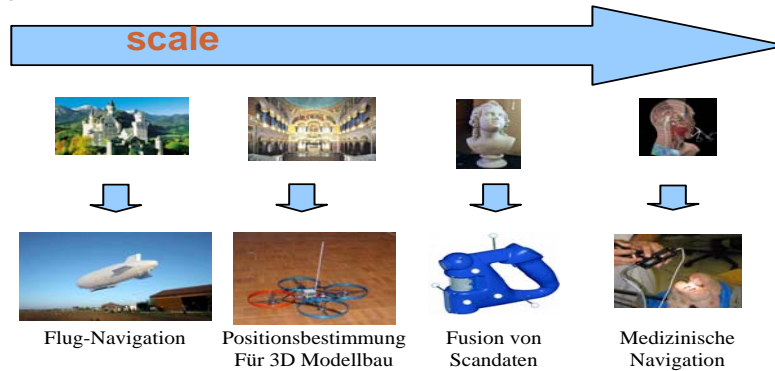 scale
Flug-Navigation
Positionsbestimmung
Für 3D Modellbau
Fusion von
Scandaten
Medizinische
Navigation